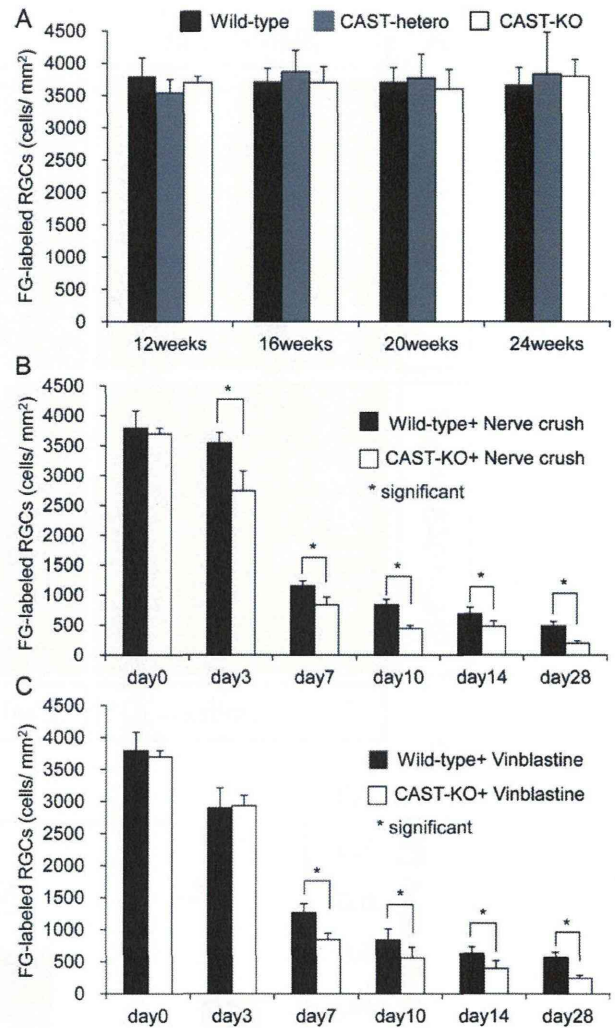 A
Wild-type CAST-hetero CAST-KO
FG-labeled RGCs (cells/ mm²)
4500
4000
3500
3000
2500
2000
1500
1000
500
0
12weeks 16weeks 20weeks 24weeks
B
FG-labeled RGCs (cells/ mm²)
4500
4000
3500
3000
2500
2000
1500
1000
500
0
Wild-type+ Nerve crush
CAST-KO+ Nerve crush
* significant
* * * * *
day0 day3 day7 day10 day14 day28
C
FG-labeled RGCs (cells/ mm²)
4500
4000
3500
3000
2500
2000
1500
1000
500
0
Wild-type+ Vinblastine
CAST-KO+ Vinblastine
* significant
* * * *
day0 day3 day7 day10 day14 day28